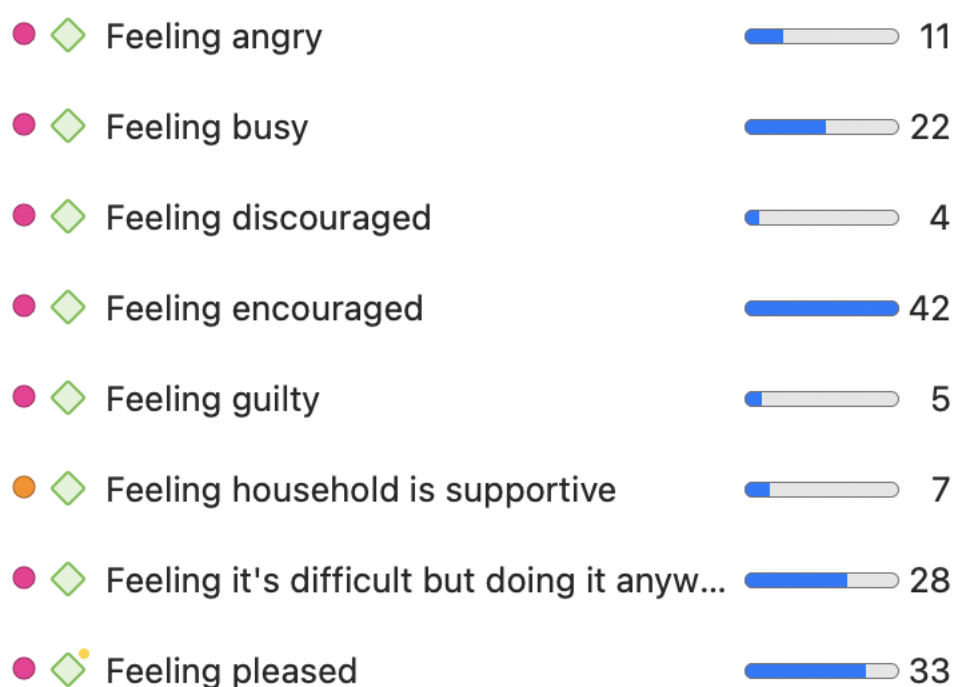 Feeling angry 11
Feeling busy 22
Feeling discouraged 4
Feeling encouraged 42
Feeling guilty 5
Feeling household is supportive 7
Feeling it's difficult but doing it anyw... 28
Feeling pleased 33